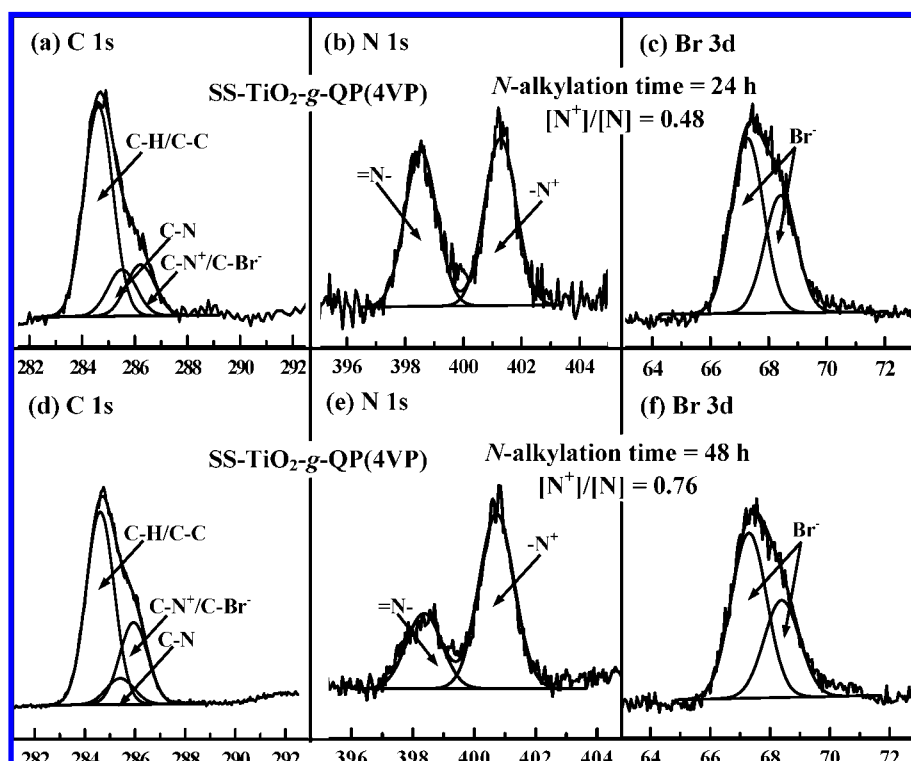 (a) C 1s
(b) N 1s
(c) Br 3d
SS-TiO₂-g-QP(4VP)
N-alkylation time = 24 h
[N⁺]/[N] = 0.48
C-H/C-C
C-N
C-N⁺/C-Br⁻
=N-
-N⁺
Br⁻
282 284 286 288 290 292
396 398 400 402 404
64 66 68 70 72
(d) C 1s
(e) N 1s
(f) Br 3d
SS-TiO₂-g-QP(4VP)
N-alkylation time = 48 h
[N⁺]/[N] = 0.76
C-H/C-C
C-N⁺/C-Br⁻
C-N
=N-
-N⁺
Br⁻
282 284 286 288 290 292
396 398 400 402 404
64 66 68 70 72